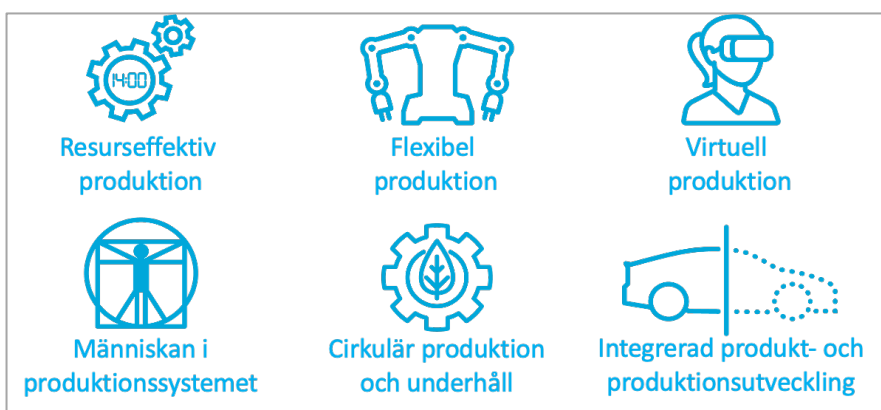 14:00
Resurseffektiv
produktion
Flexibel
produktion
Virtuell
produktion
Människan i
produktionssystemet
Cirkulär produktion
och underhåll
Integrerad produkt- och
produktionsutveckling